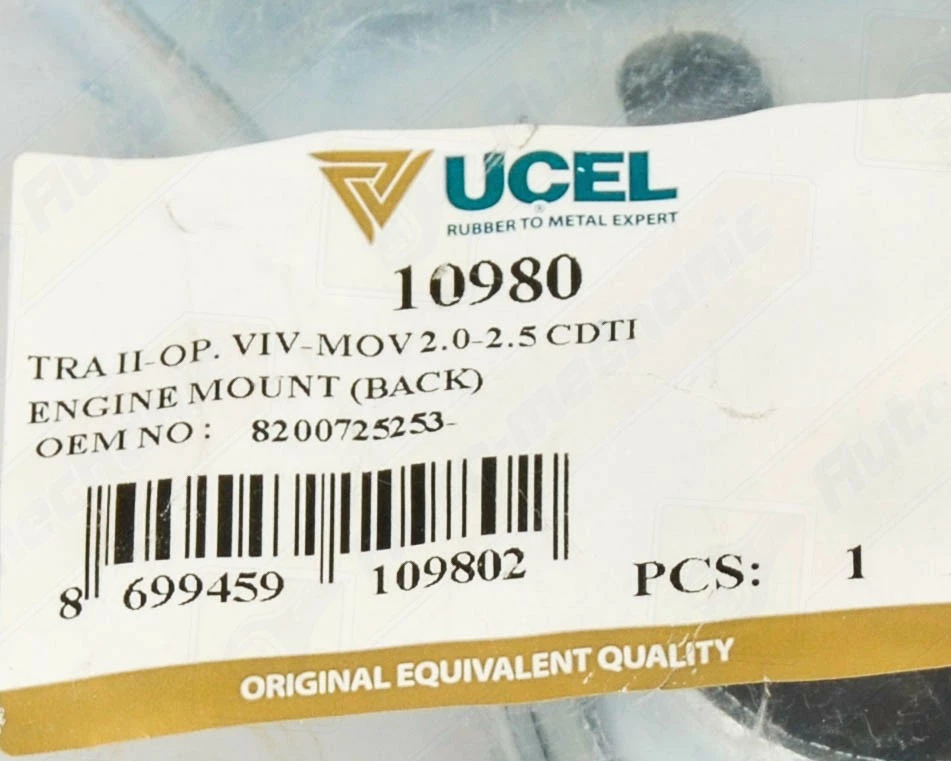 UCEL
®
RUBBER TO METAL EXPERT
10980
TRA II-OP. VIV-MOV 2.0-2.5 CDTI
ENGINE MOUNT (BACK)
OEM NO : 8200725253-
8 699459 109802
PCS: 1
ORIGINAL EQUIVALENT QUALITY
Automechanic